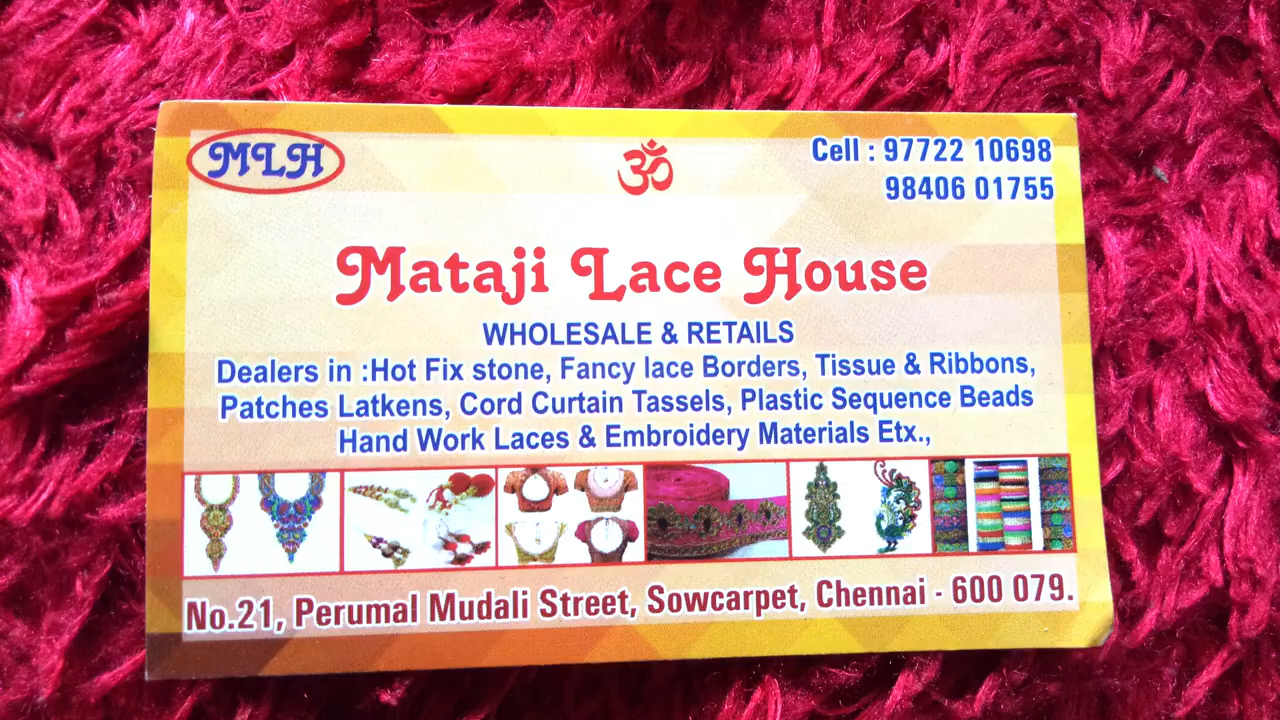 MLH
ॐ
Cell : 97722 10698
98406 01755
Mataji Lace House
WHOLESALE & RETAILS
Dealers in :Hot Fix stone, Fancy lace Borders, Tissue & Ribbons,
Patches Latkens, Cord Curtain Tassels, Plastic Sequence Beads
Hand Work Laces & Embroidery Materials Etx.,
No.21, Perumal Mudali Street, Sowcarpet, Chennai - 600 079.